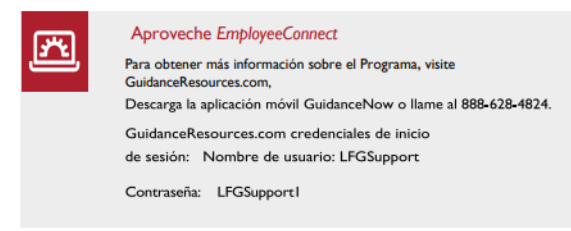 Aproveche EmployeeConnect
Para obtener más información sobre el Programa, visite
GuidanceResources.com,
Descarga la aplicación móvil GuidanceNow o llame al 888-628-4824.
GuidanceResources.com credenciales de inicio
de sesión: Nombre de usuario: LFGSupport
Contraseña: LFGSupport1